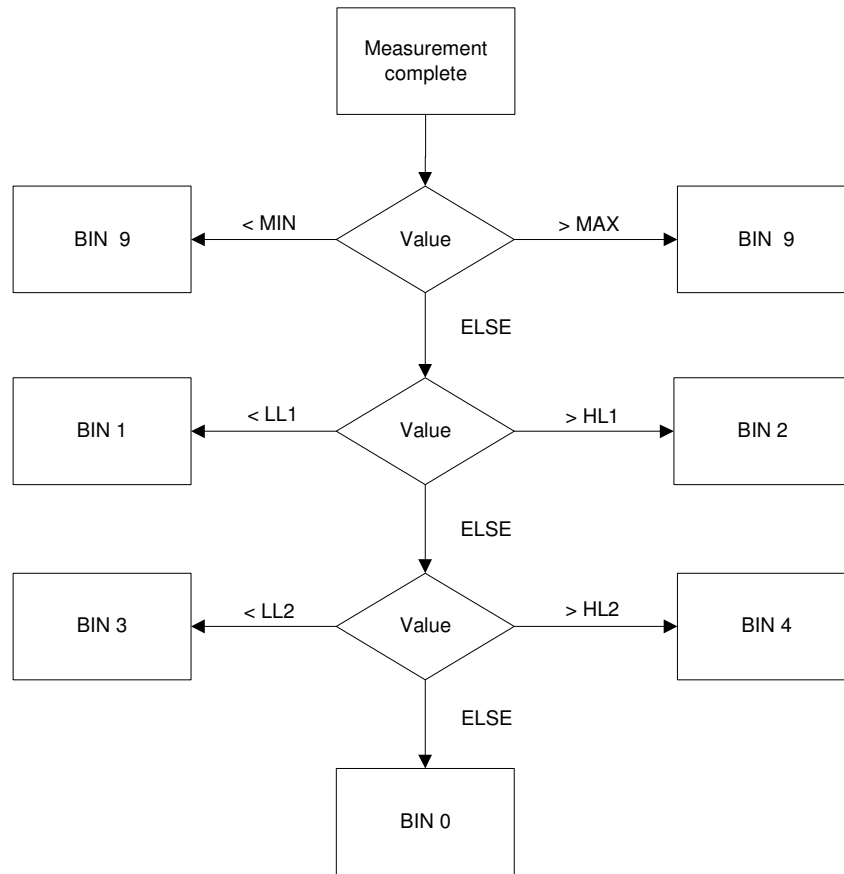 Measurement
complete
< MIN
> MAX
BIN 9
Value
BIN 9
ELSE
< LL1
> HL1
BIN 1
Value
BIN 2
ELSE
< LL2
> HL2
BIN 3
Value
BIN 4
ELSE
BIN 0